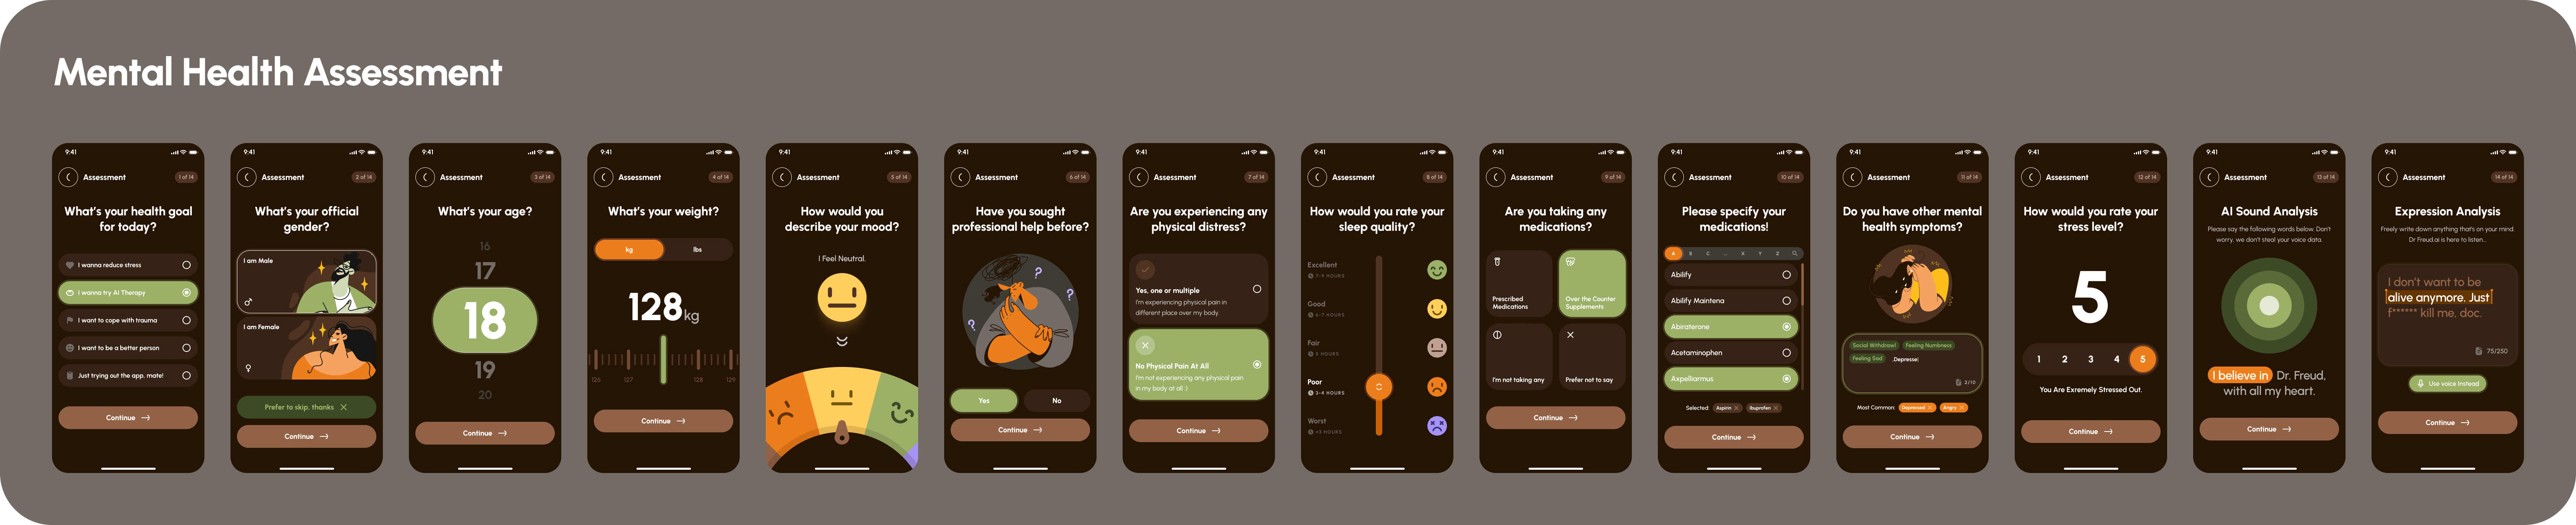 Mental Health Assessment
9:41
Assessment
1 of 14
What's your health goal
for today?
I wanna reduce stress
I wanna try AI Therapy
I want to cope with trauma
I want to be a better person
Just trying out the app, mate!
Continue
9:41
Assessment
2 of 14
What's your official
gender?
I am Male
I am Female
Prefer to skip, thanks
Continue
9:41
Assessment
3 of 14
What's your age?
16
17
18
19
20
Continue
9:41
Assessment
4 of 14
What's your weight?
kg
lbs
128kg
126
127
128
129
Continue
9:41
Assessment
5 of 14
How would you
describe your mood?
I Feel Neutral.
9:41
Assessment
6 of 14
Have you sought
professional help before?
Yes
No
Continue
9:41
Assessment
7 of 14
Are you experiencing any
physical distress?
Yes, one or multiple
I'm experiencing physical pain in
different place over my body.
No Physical Pain At All
I'm not experiencing any physical pain
in my body at all :)
Continue
9:41
Assessment
8 of 14
How would you rate your
sleep quality?
Excellent
7-9 HOURS
Good
6-7 HOURS
Fair
5 HOURS
Poor
3-4 HOURS
Worst
<3 HOURS
9:41
Assessment
9 of 14
Are you taking any
medications?
Prescribed
Medications
Over the Counter
Supplements
I'm not taking any
Prefer not to say
Continue
9:41
Assessment
10 of 14
Please specify your
medications!
A B C ... X Y Z
Abilify
Abilify Maintena
Abiraterone
Acetaminophen
Axpelliarmus
Selected: Aspirin Ibuprofen
Continue
9:41
Assessment
11 of 14
Do you have other mental
health symptoms?
Social Withdrawl Feeling Numbness
Feeling Sad .Depresse
2/10
Most Common: Depressed Angry
Continue
9:41
Assessment
12 of 14
How would you rate your
stress level?
5
1 2 3 4 5
You Are Exremely Stressed Out.
Continue
9:41
Assessment
13 of 14
AI Sound Analysis
Please say the following words below. Don't
worry, we don't steal your voice data.
I believe in Dr. Freud,
with all my heart.
Continue
9:41
Assessment
14 of 14
Expression Analysis
Freely write down anything that's on your mind.
Dr Freud.ai is here to listen...
I don't want to be
alive anymore. Just
f****** kill me, doc.
75/250
Use voice Instead
Continue